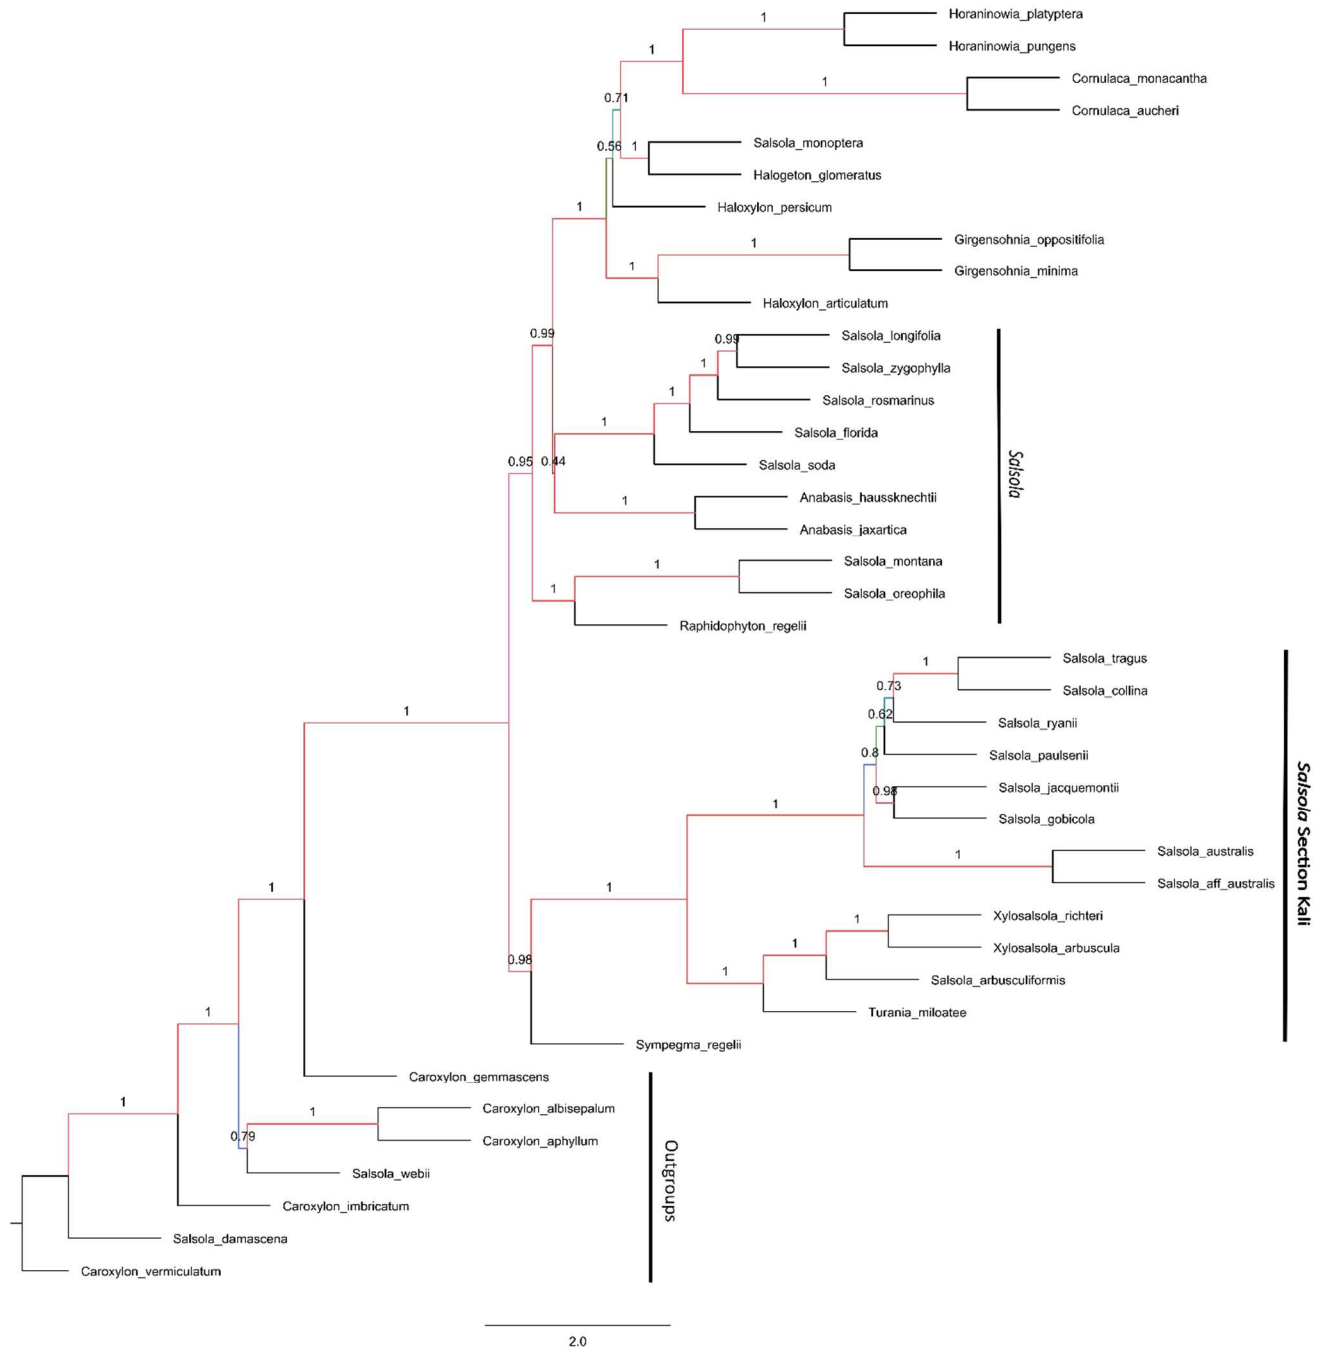 Horaninowia_platyptera
1
Horaninowia_pungens
1
Cornulaca_monacantha
1
Cornulaca_aucheri
0.71
Salsola_monoptera
0.56
1
Halogeton_glomeratus
Haloxylon_persicum
1
Girgensohnia_oppositifolia
1
Girgensohnia_minima
1
Haloxylon_articulatum
0.99
Salsola_longifolia
0.99
Salsola_zygophylla
1
Salsola_rosmarinus
1
Salsola_florida
1
Salsola_soda
0.95
0.44
Salsola
Anabasis_haussknechtii
1
Anabasis_jaxartica
Salsola_montana
1
Salsola_oreophila
1
Raphidophyton_regelii
Salsola_tragus
1
Salsola_collina
0.73
Salsola_ryanii
0.62
1
Salsola_paulsenii
0.8
Salsola_jacquemontii
0.98
Salsola_gobicola
1
Salsola_australis
1
Salsola_aff_australis
Salsola Section Kali
1
1
Xylosalsola_richteri
1
Xylosalsola_arbuscula
1
Salsola_arbusculiformis
1
Turania_miloatee
0.98
Sympegma_regelii
1
Caroxylon_gemmascens
1
Caroxylon_albisepalum
1
Caroxylon_aphyllum
0.79
Salsola_webii
Outgroups
Caroxylon_imbricatum
Salsola_damascena
Caroxylon_vermiculatum
2.0